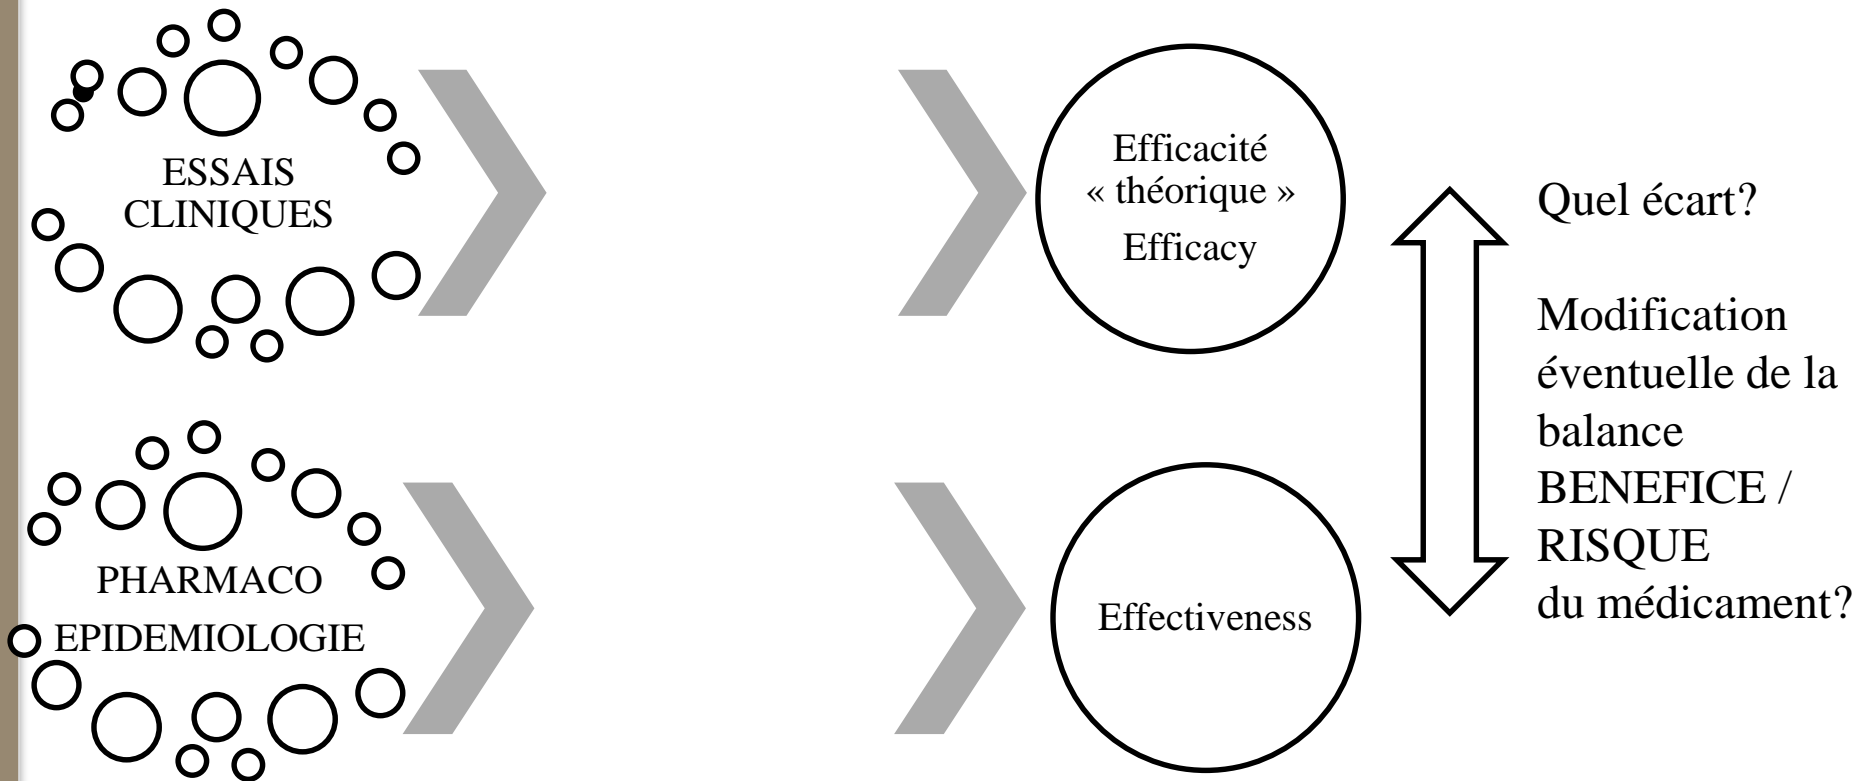 ESSAIS
CLINIQUES
Efficacité
« théorique »
Efficacy
Quel écart?
Modification
éventuelle de la
balance
BENEFICE /
RISQUE
du médicament?
PHARMACO
EPIDEMIOLOGIE
Effectiveness